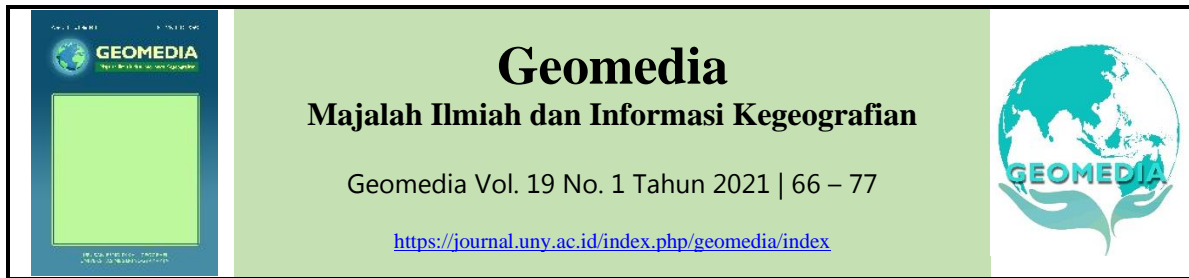 GEOMEDIA
Geomedia
Majalah Ilmiah dan Informasi Kegeografian
Geomedia Vol. 19 No. 1 Tahun 2021 | 66 – 77
https://journal.uny.ac.id/index.php/geomedia/index
GEOMEDIA